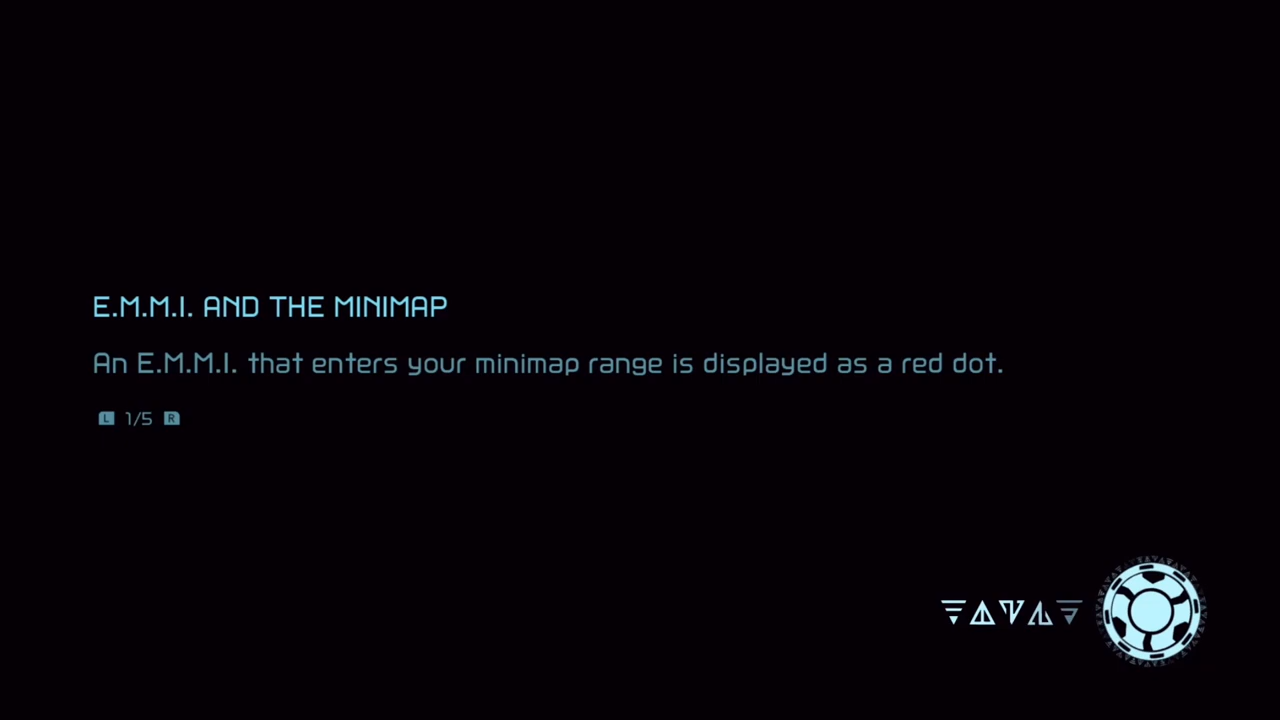 E.M.M.I. AND THE MINIMAP
An E.M.M.I. that enters your minimap range is displayed as a red dot.
L 1/5 R